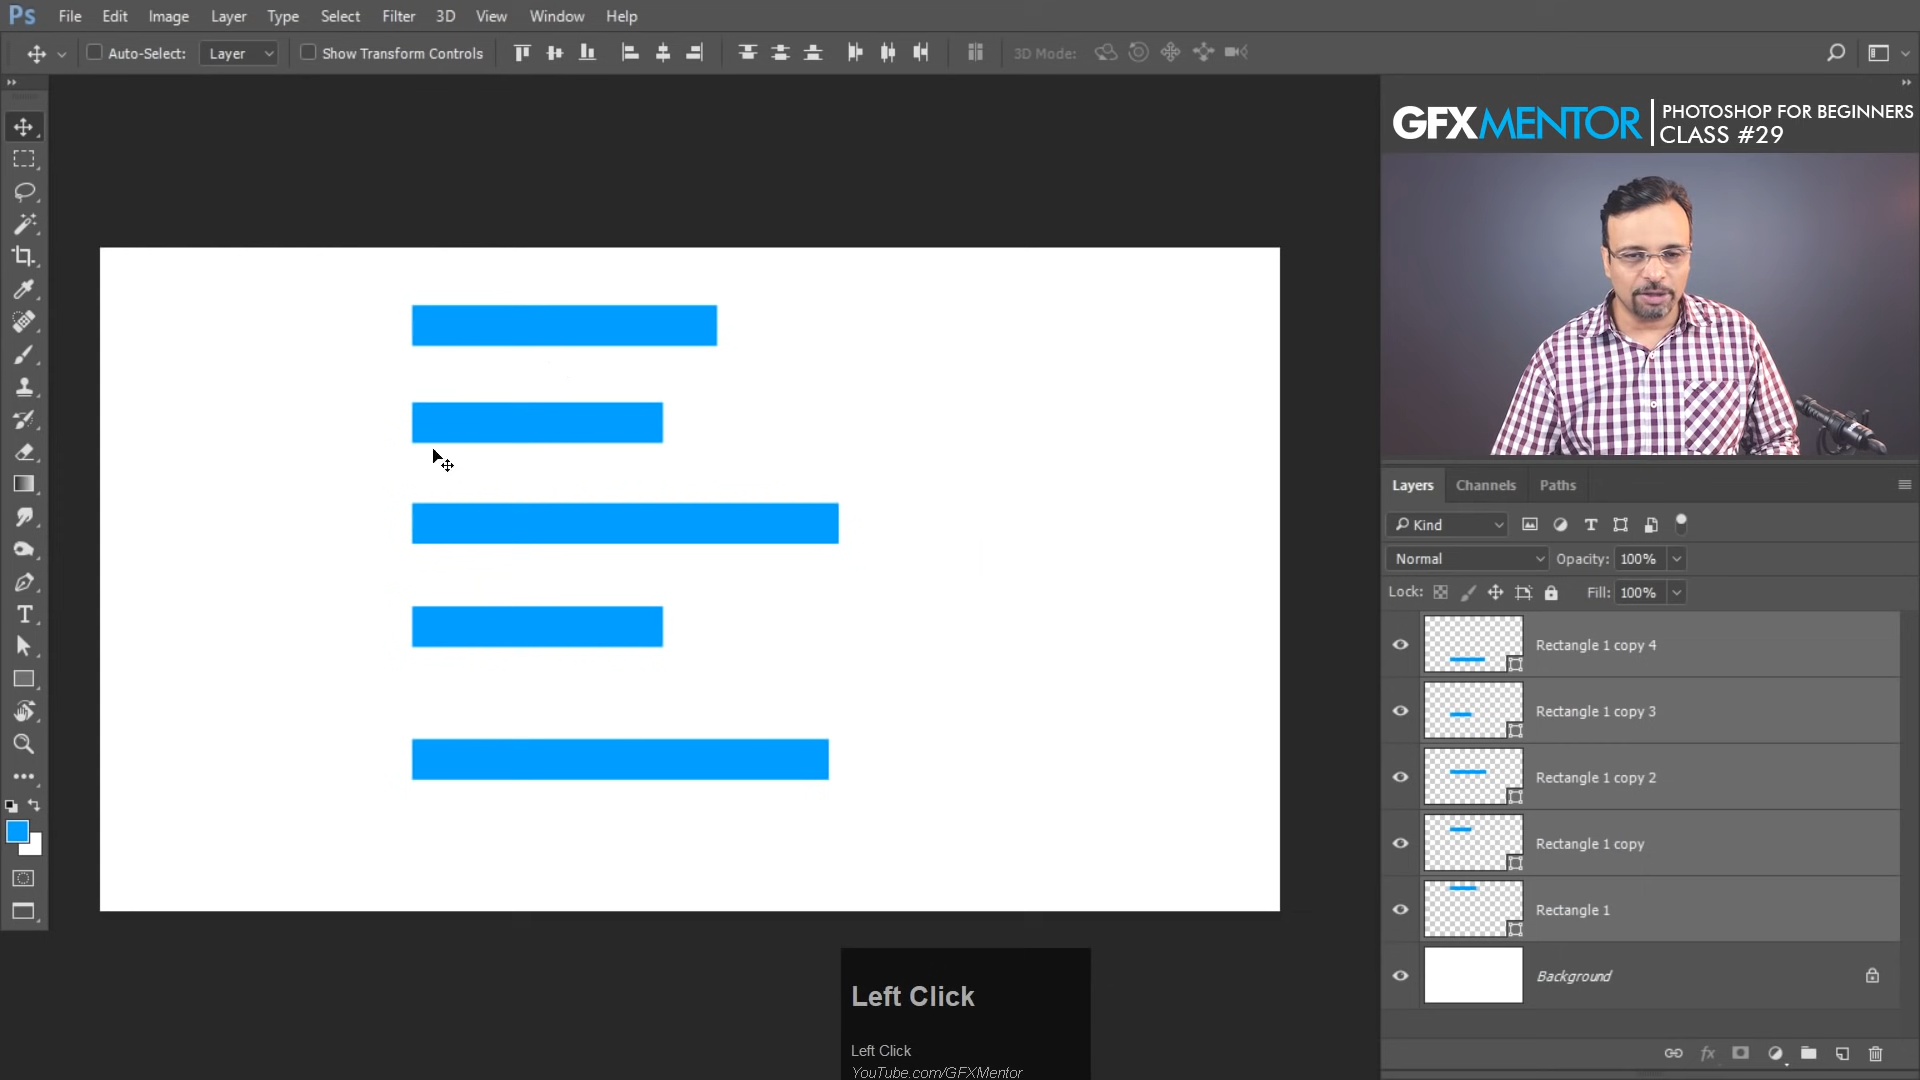 Ps File Edit Image Layer Type Select Filter 3D View Window Help
Auto-Select: Layer Show Transform Controls 3D Mode:
GFXMENTOR PHOTOSHOP FOR BEGINNERS
CLASS #29
Layers Channels Paths
Kind
Normal Opacity: 100%
Lock: Fill: 100%
Rectangle 1 copy 4
Rectangle 1 copy 3
Rectangle 1 copy 2
Rectangle 1 copy
Rectangle 1
Background
fx
Left Click
Left Click
YouTube.com/GFXMentor